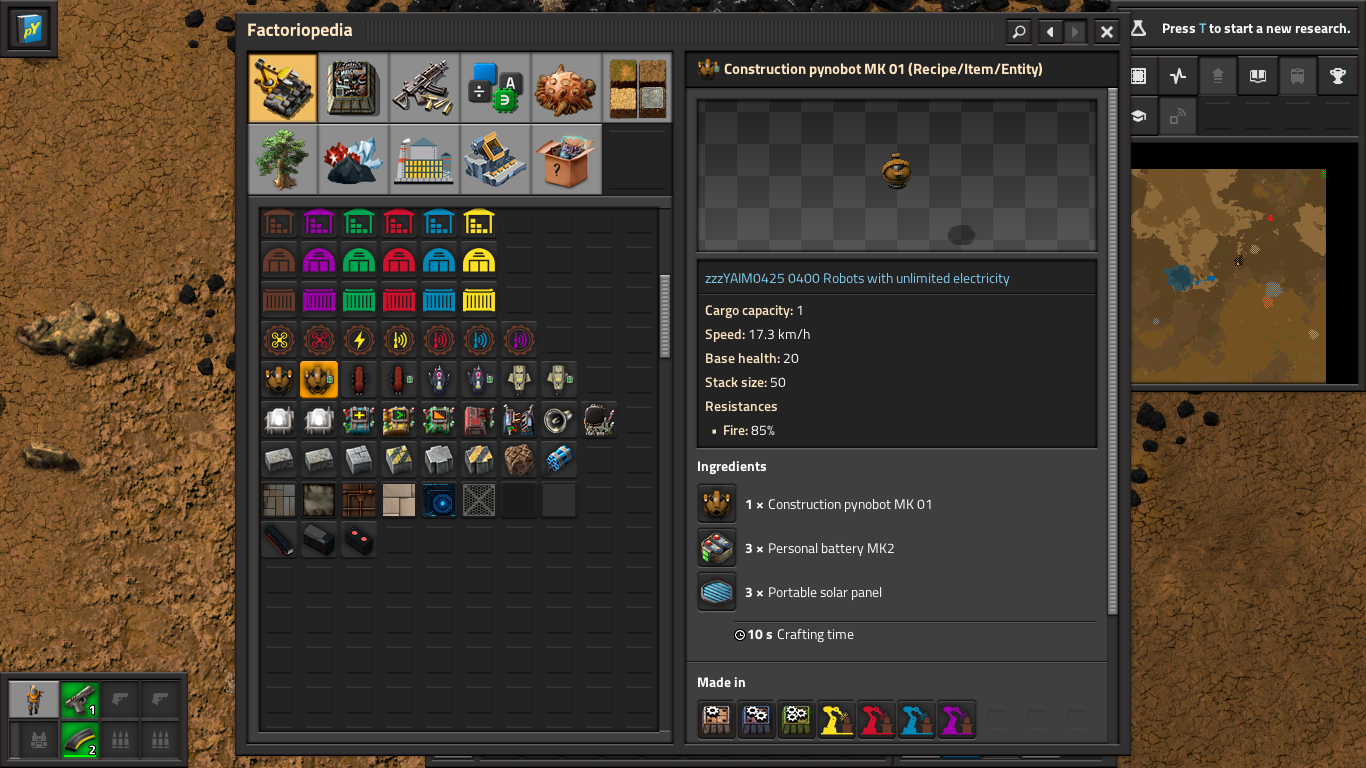 pY
Factoriopedia
Press T to start a new research.
A
Construction pynobot MK 01 (Recipe/Item/Entity)
zzzYAIM0425 0400 Robots with unlimited electricity
Cargo capacity: 1
Speed: 17.3 km/h
Base health: 20
Stack size: 50
Resistances
• Fire: 85%
Ingredients
1 × Construction pynobot MK 01
3 × Personal battery MK2
3 × Portable solar panel
10 s Crafting time
Made in
1
2